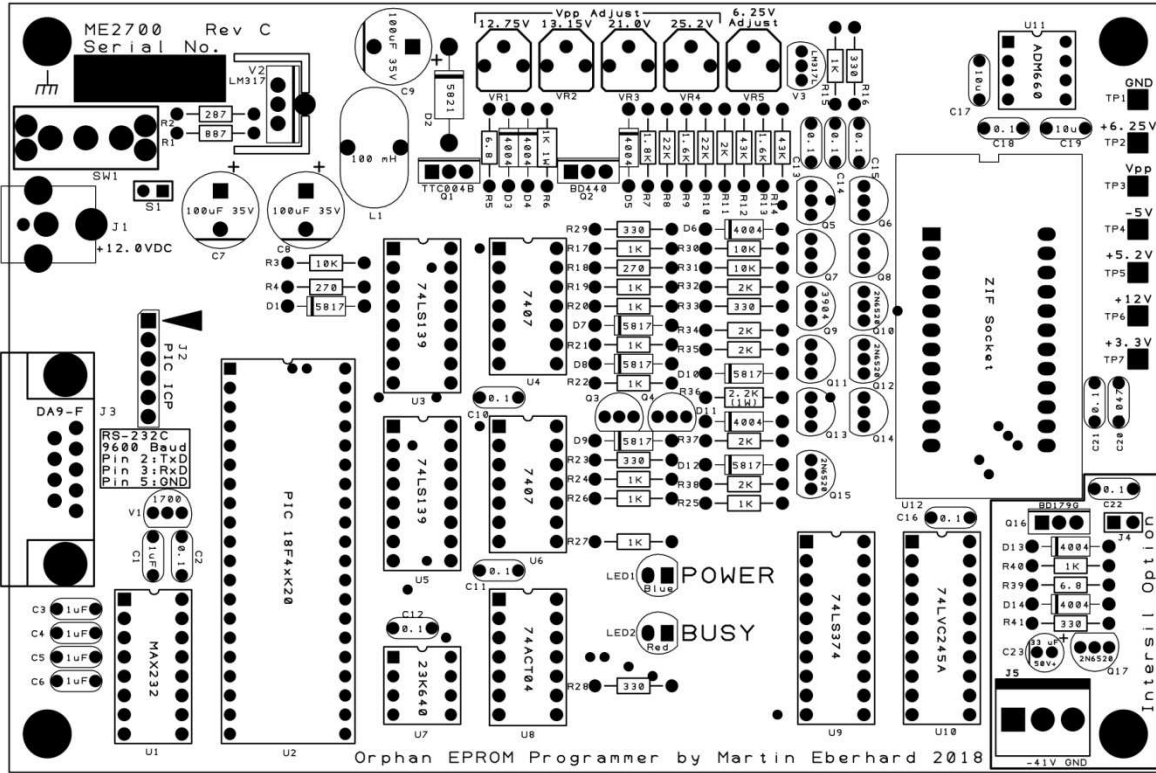 ME2700 Rev C
Serial No.
V2
LM317
R2 287
R1 887
SW1
S1
J1
+12.0VDC
100uF 35V
C7
100uF 35V
C8
100uF 35V
C9
+
5821
D2
100 mH
L1
Vpp Adjust
12.75V 13.15V 21.0V 25.2V
6.25V
Adjust
VR1 VR2 VR3 VR4 VR5
LM317L
V3
1K
R15
330
R16
6.8 4004 4004 1K 1W
R5 D3 D4 R6
TTC004B
Q1
BD440
Q2
4004 1.8K 22K 1.6K 22K 2K 43K 1.6K 43K
D5 R7 R8 R9 R10 R11 R12 R13 R14
0.1 0.1 0.1
C13 C14 C15
10u
C17
U11
ADM660
0.1
C18
10u
C19
GND
TP1
+6.25V
TP2
Vpp
TP3
-5V
TP4
+5.2V
TP5
+12V
TP6
+3.3V
TP7
R3 10K
R4 270
D1 5817
74LS139
U3
7407
U4
R29 330
R17 1K
R18 270
R19 1K
R20 1K
D7 5817
R21 1K
D8 5817
R22 1K
Q3 Q4
D9 5817
R23 330
R24 1K
R26 1K
R27 1K
D6 4004
R30 10K
R31 10K
R32 2K
R33 330
R34 2K
R35 2K
D10 5817
R36 2.2K
(1W)
D11 4004
R37 2K
D12 5817
R38 2K
R25 1K
Q5 Q6
Q7 Q8
3904
Q9
2N6520
Q10
Q11
2N6520
Q12
Q13 Q14
2N6520
Q15
ZIF Socket
U12
0.1
C21
.047
C20
J2
PIC ICP
DA9-F
J3
RS-232C
9600 Baud
Pin 2:TxD
Pin 3:RxD
Pin 5:GND
1700
V1
1uF
C1
0.1
C2
C3 1uF
C4 1uF
C5 1uF
C6 1uF
MAX232
U1
PIC 18F4xK20
U2
C10 0.1
74LS139
U5
7407
U6
C11 0.1
C12
0.1
23K640
U7
74ACT04
U8
LED1
Blue
POWER
LED2
Red
BUSY
R28 330
74LS374
U9
C16 0.1
74LVC245A
U10
0.1
C22
BD179G
Q16
J4
D13 4004
R40 1K
R39 6.8
D14 4004
R41 330
33 uF
50V+
C23
+
2N6520
Q17
J5
-41V GND
Intersil Option
Orphan EPROM Programmer by Martin Eberhard 2018